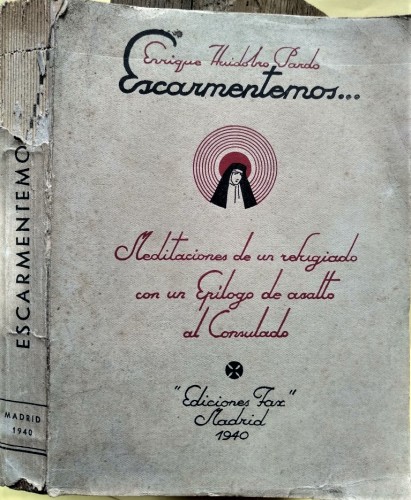 Enrique Huidobro Pardo
Escarmentemos...
Meditaciones de un refugiado
con un Epílogo de asalto
al Consulado
"Ediciones Fax"
Madrid
1940
ESCARMENTEMO
MADRID
1940